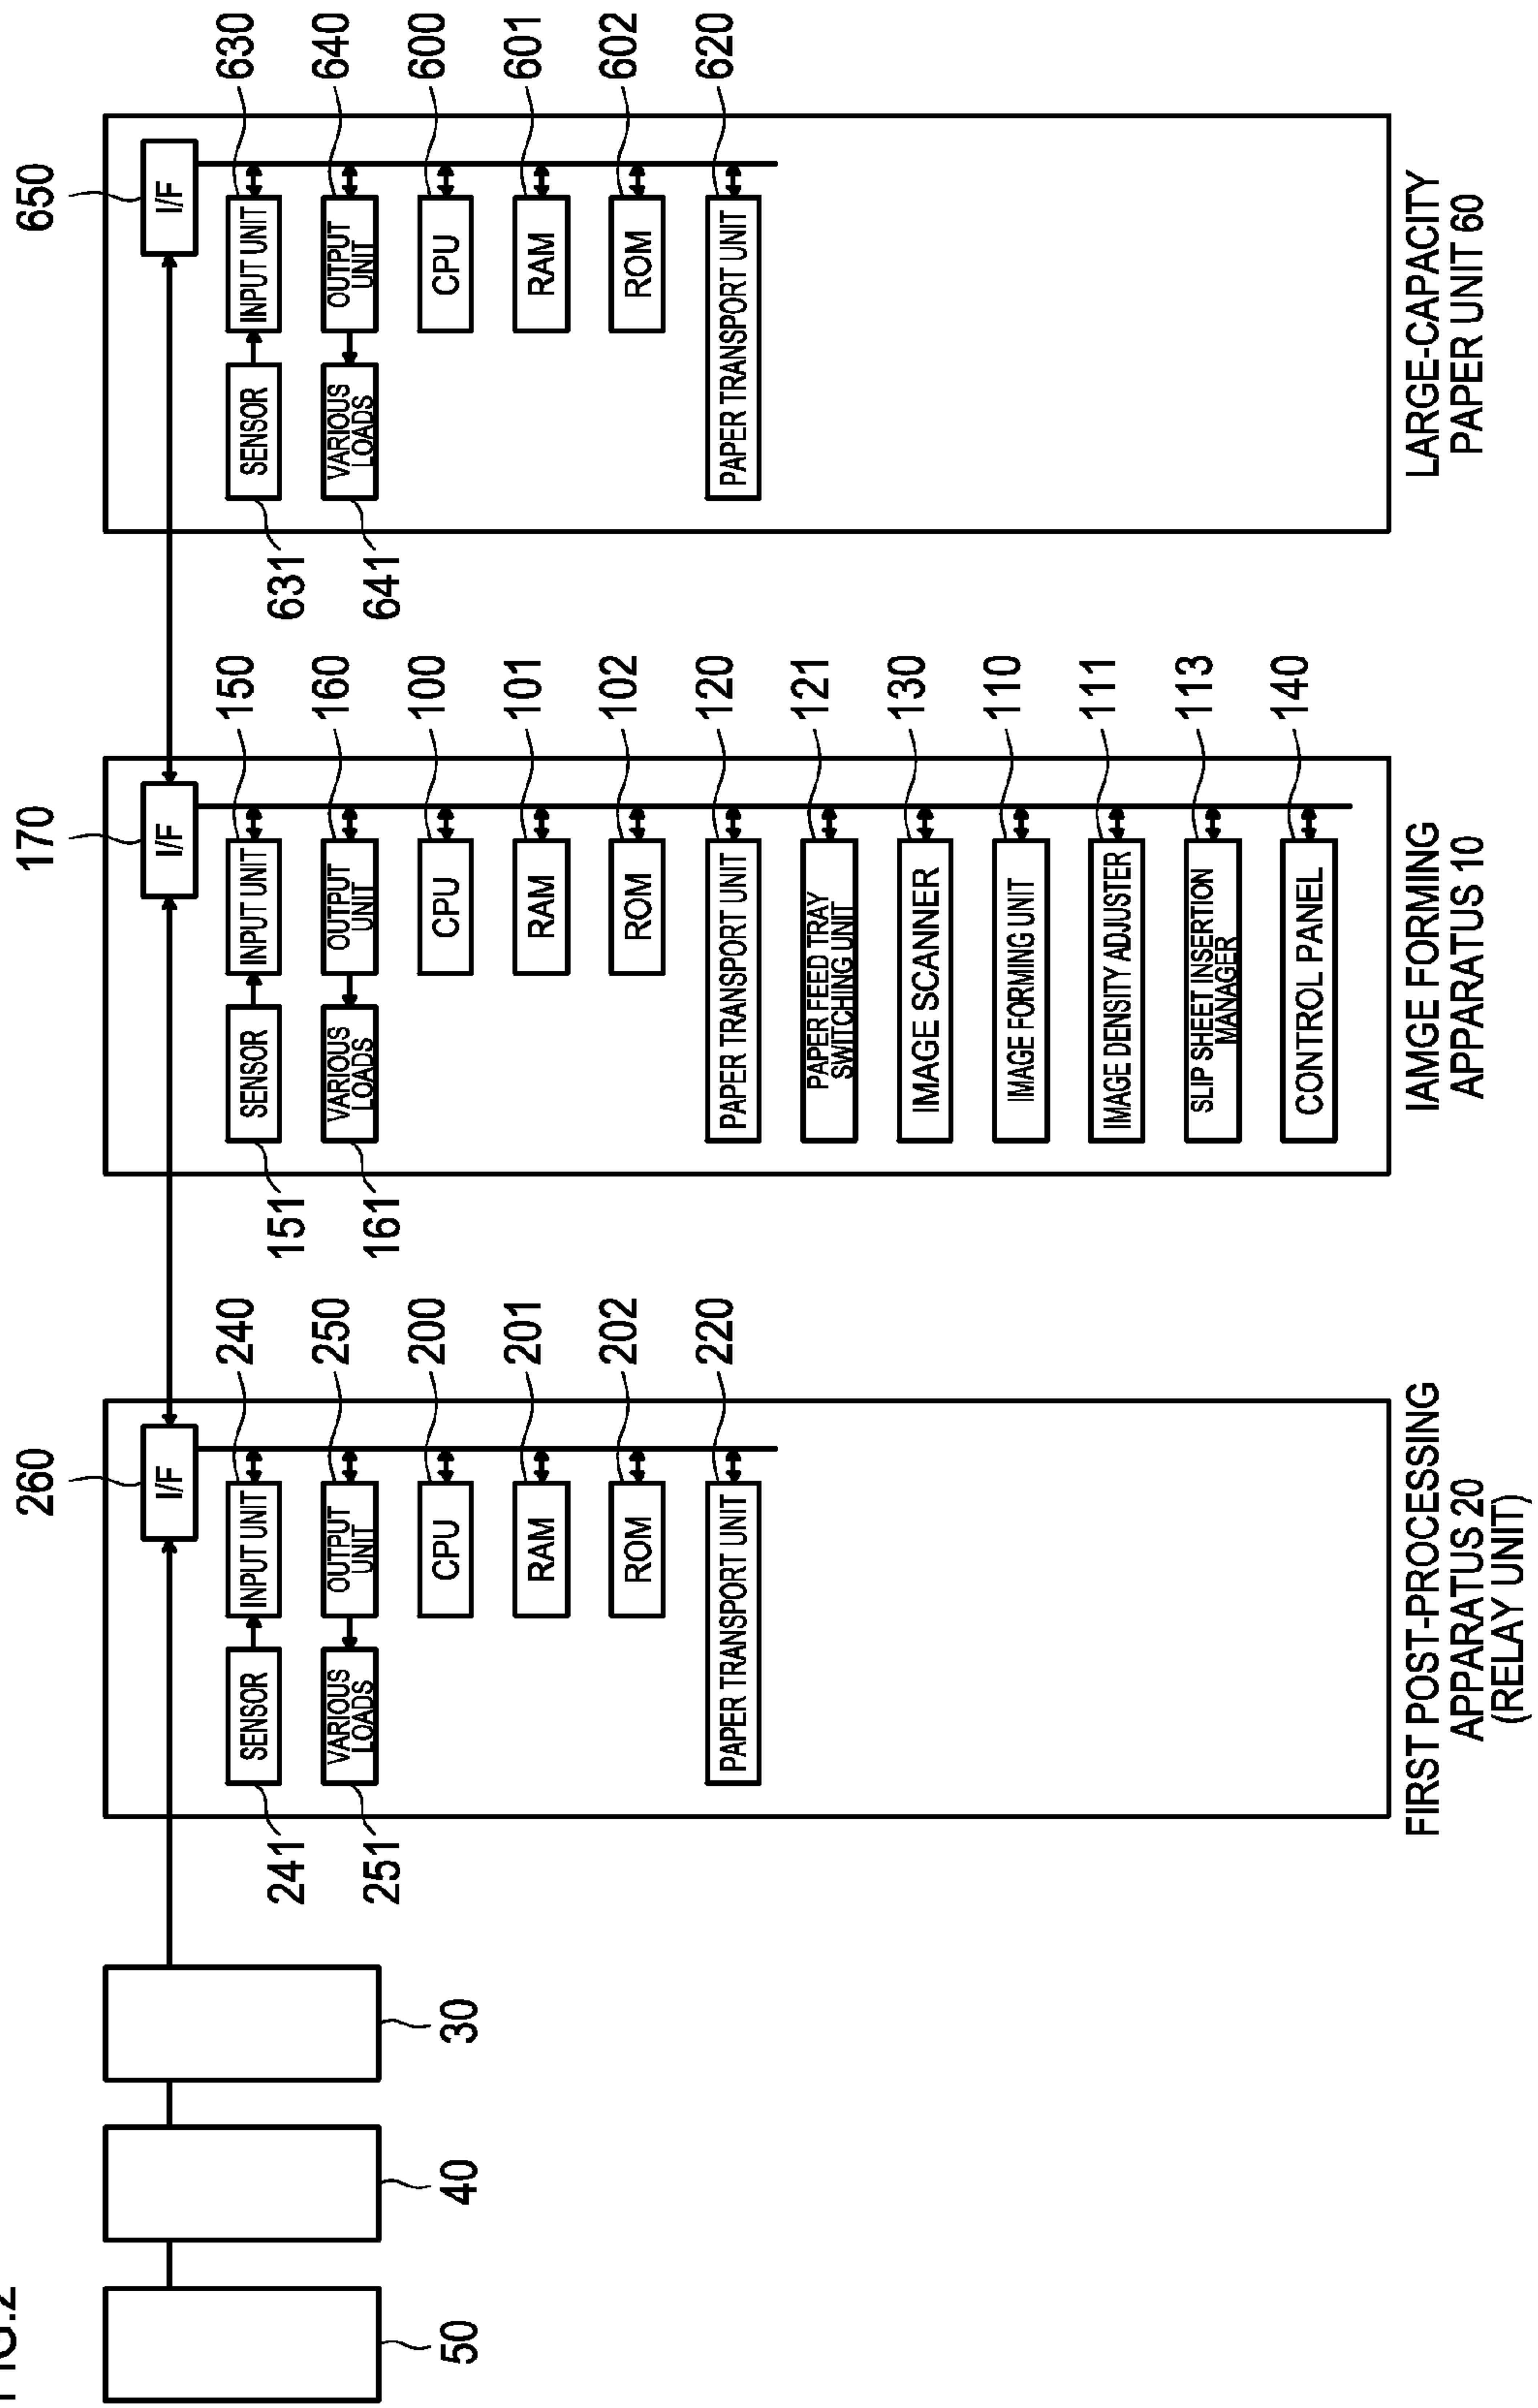 FIG.2
260
I/F
240
INPUT UNIT
SENSOR
241
250
OUTPUT
UNIT
VARIOUS
LOADS
251
200
CPU
201
RAM
202
ROM
220
PAPER TRANSPORT UNIT
FIRST POST-PROCESSING
APPARATUS 20
(RELAY UNIT)
50
40
30
170
I/F
150
INPUT UNIT
SENSOR
151
160
OUTPUT
UNIT
VARIOUS
LOADS
161
100
CPU
101
RAM
102
ROM
120
PAPER TRANSPORT UNIT
121
PAPER FEED TRAY
SWITCHING UNIT
130
IMAGE SCANNER
110
IMAGE FORMING UNIT
111
IMAGE DENSITY ADJUSTER
113
SLIP SHEET INSERTION
MANAGER
140
CONTROL PANEL
IAMGE FORMING
APPARATUS 10
650
I/F
630
INPUT UNIT
SENSOR
631
640
OUTPUT
UNIT
VARIOUS
LOADS
641
600
CPU
601
RAM
602
ROM
620
PAPER TRANSPORT UNIT
LARGE-CAPACITY
PAPER UNIT 60